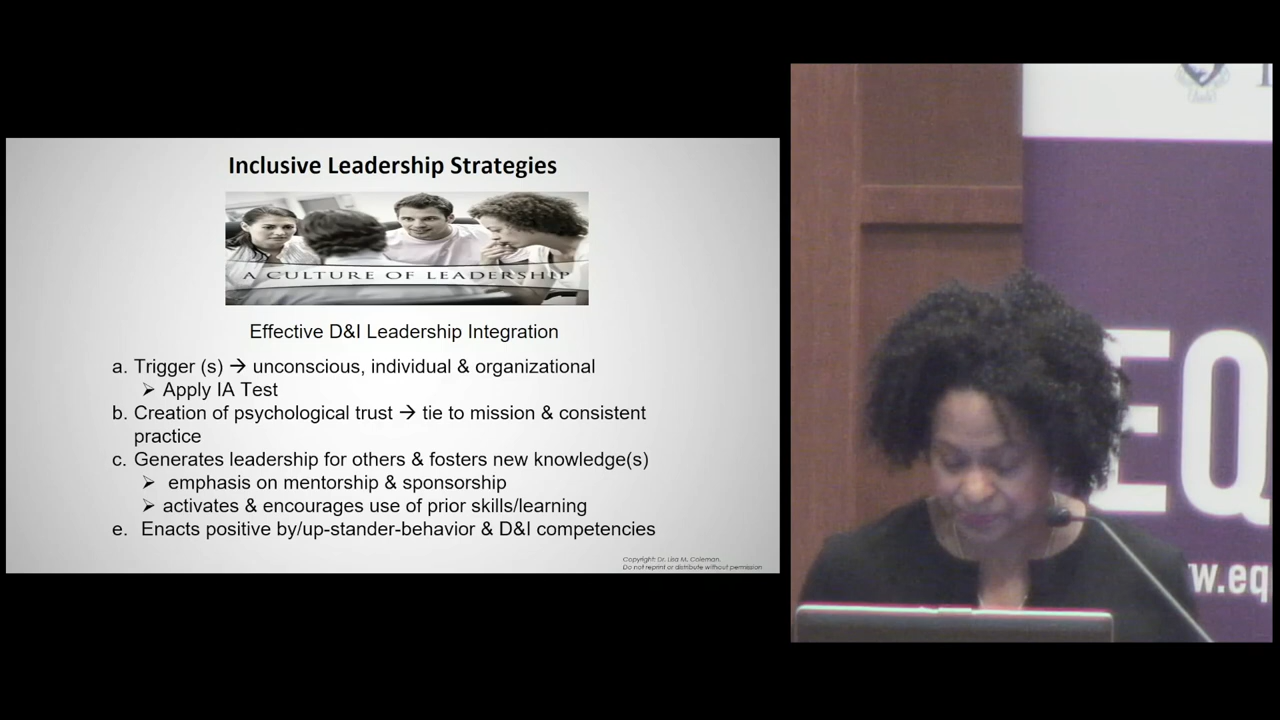 Inclusive Leadership Strategies
A CULTURE OF LEADERSHIP
Effective D&I Leadership Integration
a. Trigger (s) → unconscious, individual & organizational
➢ Apply IA Test
b. Creation of psychological trust → tie to mission & consistent
practice
c. Generates leadership for others & fosters new knowledge(s)
➢ emphasis on mentorship & sponsorship
➢ activates & encourages use of prior skills/learning
e. Enacts positive by/up-stander-behavior & D&I competencies
Copyright: Dr. Lisa M. Coleman.
Do not reprint or distribute without permission
EQ
w.eq